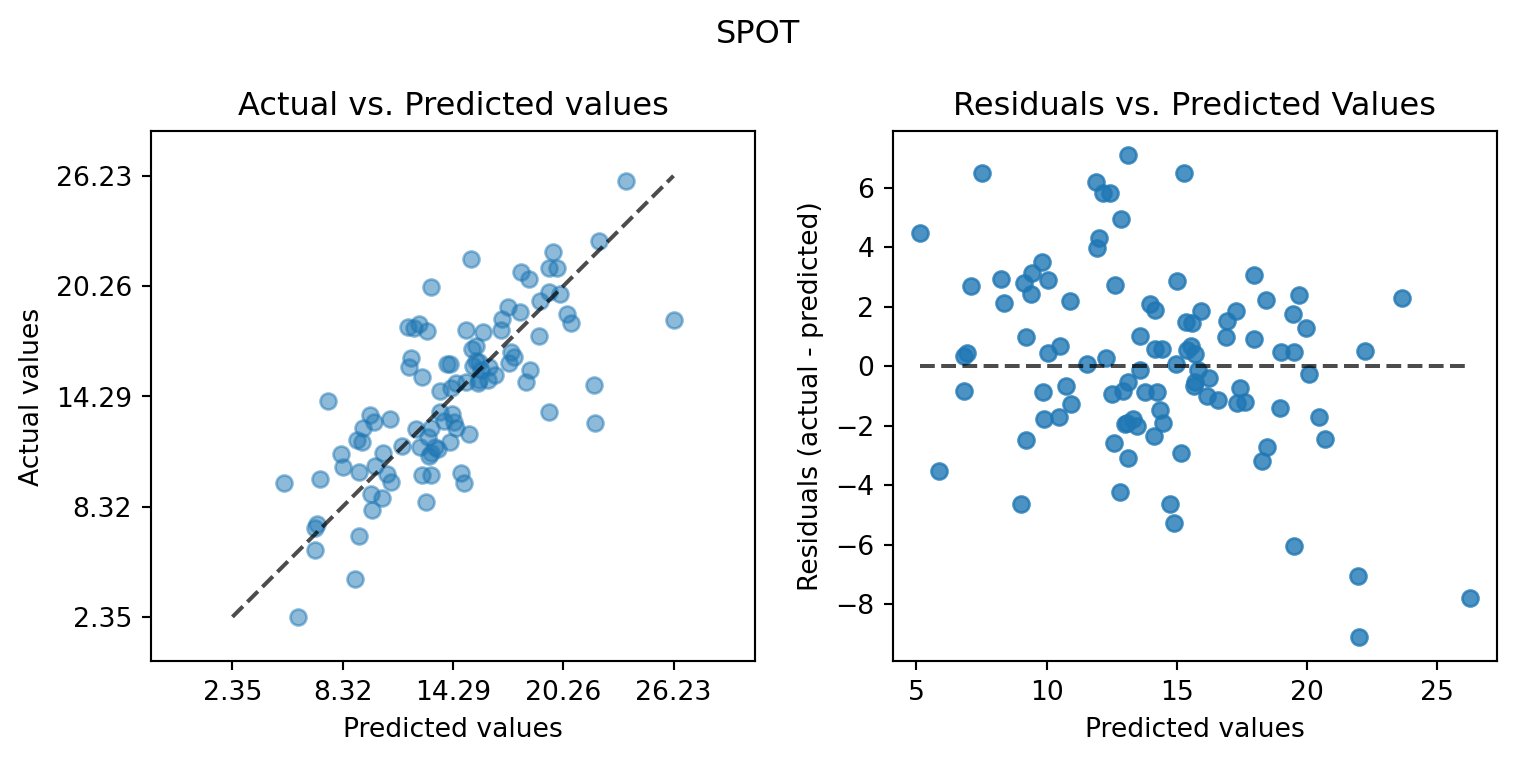 SPOT
Actual vs. Predicted values
Actual values
26.23
20.26
14.29
8.32
2.35
2.35 8.32 14.29 20.26 26.23
Predicted values
Residuals vs. Predicted Values
Residuals (actual - predicted)
6
4
2
0
−2
−4
−6
−8
5 10 15 20 25
Predicted values